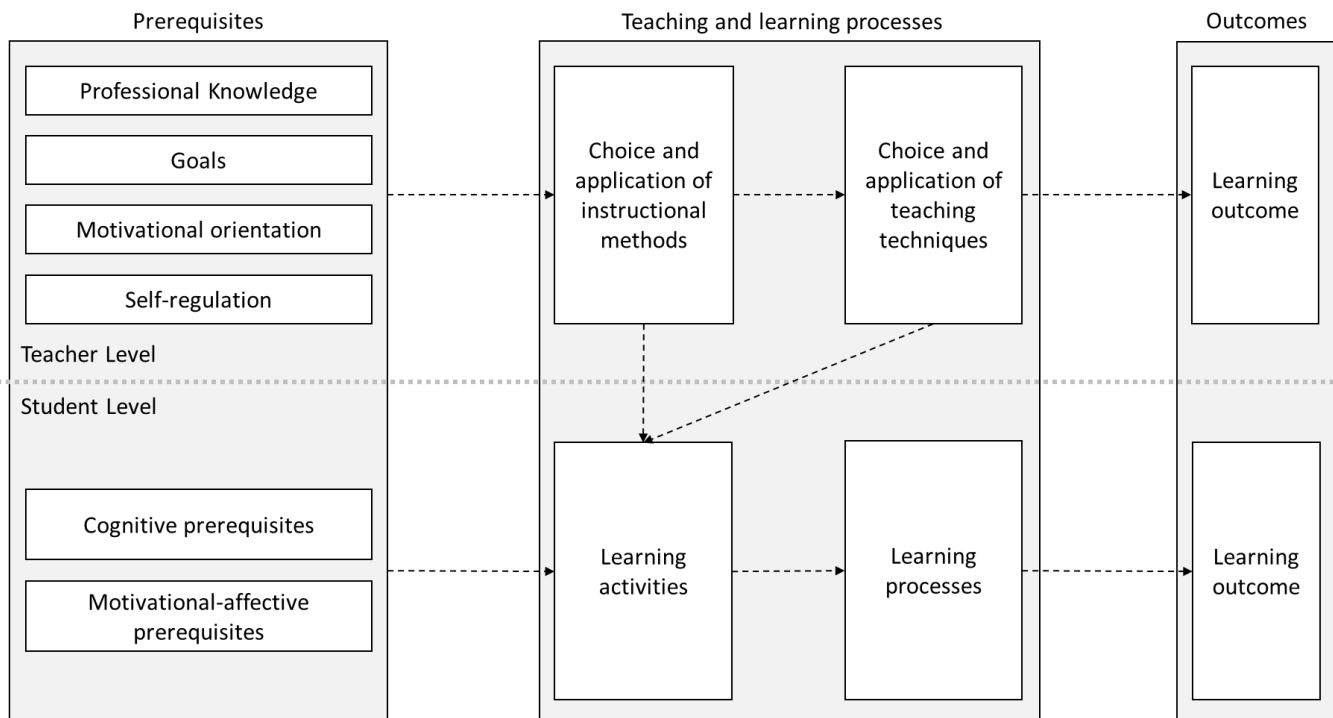 Prerequisites
Professional Knowledge
Goals
Motivational orientation
Self-regulation
Teacher Level
Student Level
Cognitive prerequisites
Motivational-affective
prerequisites
Teaching and learning processes
Choice and
application of
instructional
methods
Choice and
application of
teaching
techniques
Learning
activities
Learning
processes
Outcomes
Learning
outcome
Learning
outcome